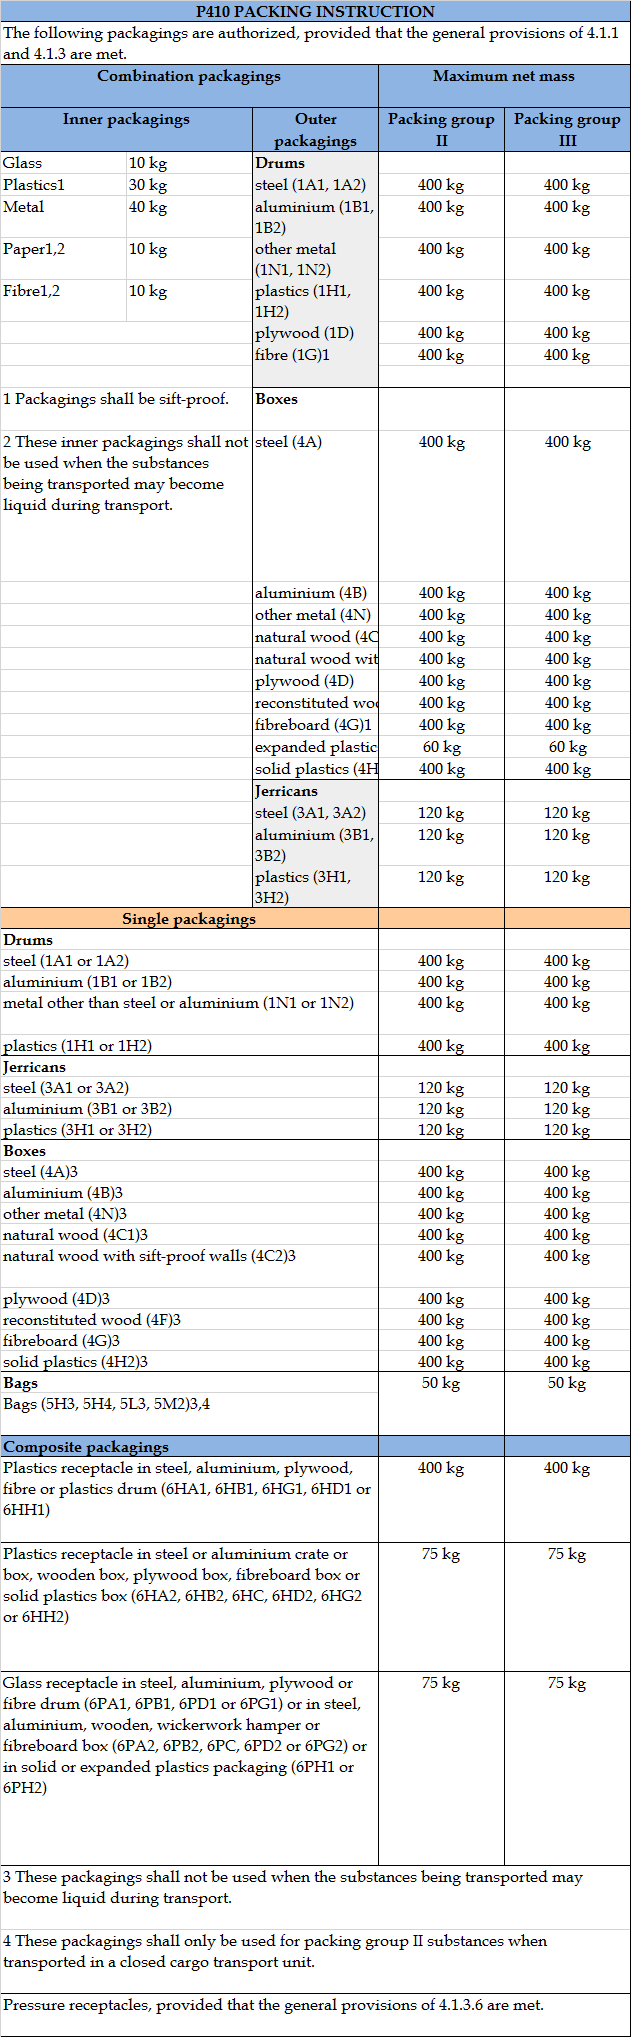 P410 PACKING INSTRUCTION
The following packagings are authorized, provided that the general provisions of 4.1.1
and 4.1.3 are met.
Combination packagings Maximum net mass
Inner packagings Outer packagings Packing group II Packing group III
Glass 10 kg Drums
Plastics1 30 kg steel (1A1, 1A2) 400 kg 400 kg
Metal 40 kg aluminium (1B1, 1B2) 400 kg 400 kg
Paper1,2 10 kg other metal (1N1, 1N2) 400 kg 400 kg
Fibre1,2 10 kg plastics (1H1, 1H2) 400 kg 400 kg
plywood (1D) 400 kg 400 kg
fibre (1G)1 400 kg 400 kg
1 Packagings shall be sift-proof. Boxes
2 These inner packagings shall not
be used when the substances
being transported may become
liquid during transport.
steel (4A) 400 kg 400 kg
aluminium (4B) 400 kg 400 kg
other metal (4N) 400 kg 400 kg
natural wood (4C 400 kg 400 kg
natural wood wit 400 kg 400 kg
plywood (4D) 400 kg 400 kg
reconstituted wo 400 kg 400 kg
fibreboard (4G)1 400 kg 400 kg
expanded plastic 60 kg 60 kg
solid plastics (4H 400 kg 400 kg
Jerricans
steel (3A1, 3A2) 120 kg 120 kg
aluminium (3B1, 3B2) 120 kg 120 kg
plastics (3H1, 3H2) 120 kg 120 kg
Single packagings
Drums
steel (1A1 or 1A2) 400 kg 400 kg
aluminium (1B1 or 1B2) 400 kg 400 kg
metal other than steel or aluminium (1N1 or 1N2) 400 kg 400 kg
plastics (1H1 or 1H2) 400 kg 400 kg
Jerricans
steel (3A1 or 3A2) 120 kg 120 kg
aluminium (3B1 or 3B2) 120 kg 120 kg
plastics (3H1 or 3H2) 120 kg 120 kg
Boxes
steel (4A)3 400 kg 400 kg
aluminium (4B)3 400 kg 400 kg
other metal (4N)3 400 kg 400 kg
natural wood (4C1)3 400 kg 400 kg
natural wood with sift-proof walls (4C2)3 400 kg 400 kg
plywood (4D)3 400 kg 400 kg
reconstituted wood (4F)3 400 kg 400 kg
fibreboard (4G)3 400 kg 400 kg
solid plastics (4H2)3 400 kg 400 kg
Bags 50 kg 50 kg
Bags (5H3, 5H4, 5L3, 5M2)3,4
Composite packagings
Plastics receptacle in steel, aluminium, plywood, 400 kg 400 kg
fibre or plastics drum (6HA1, 6HB1, 6HG1, 6HD1 or
6HH1)
Plastics receptacle in steel or aluminium crate or 75 kg 75 kg
box, wooden box, plywood box, fibreboard box or
solid plastics box (6HA2, 6HB2, 6HC, 6HD2, 6HG2
or 6HH2)
Glass receptacle in steel, aluminium, plywood or 75 kg 75 kg
fibre drum (6PA1, 6PB1, 6PD1 or 6PG1) or in steel,
aluminium, wooden, wickerwork hamper or
fibreboard box (6PA2, 6PB2, 6PC, 6PD2 or 6PG2) or
in solid or expanded plastics packaging (6PH1 or
6PH2)
3 These packagings shall not be used when the substances being transported may
become liquid during transport.
4 These packagings shall only be used for packing group II substances when
transported in a closed cargo transport unit.
Pressure receptacles, provided that the general provisions of 4.1.3.6 are met.